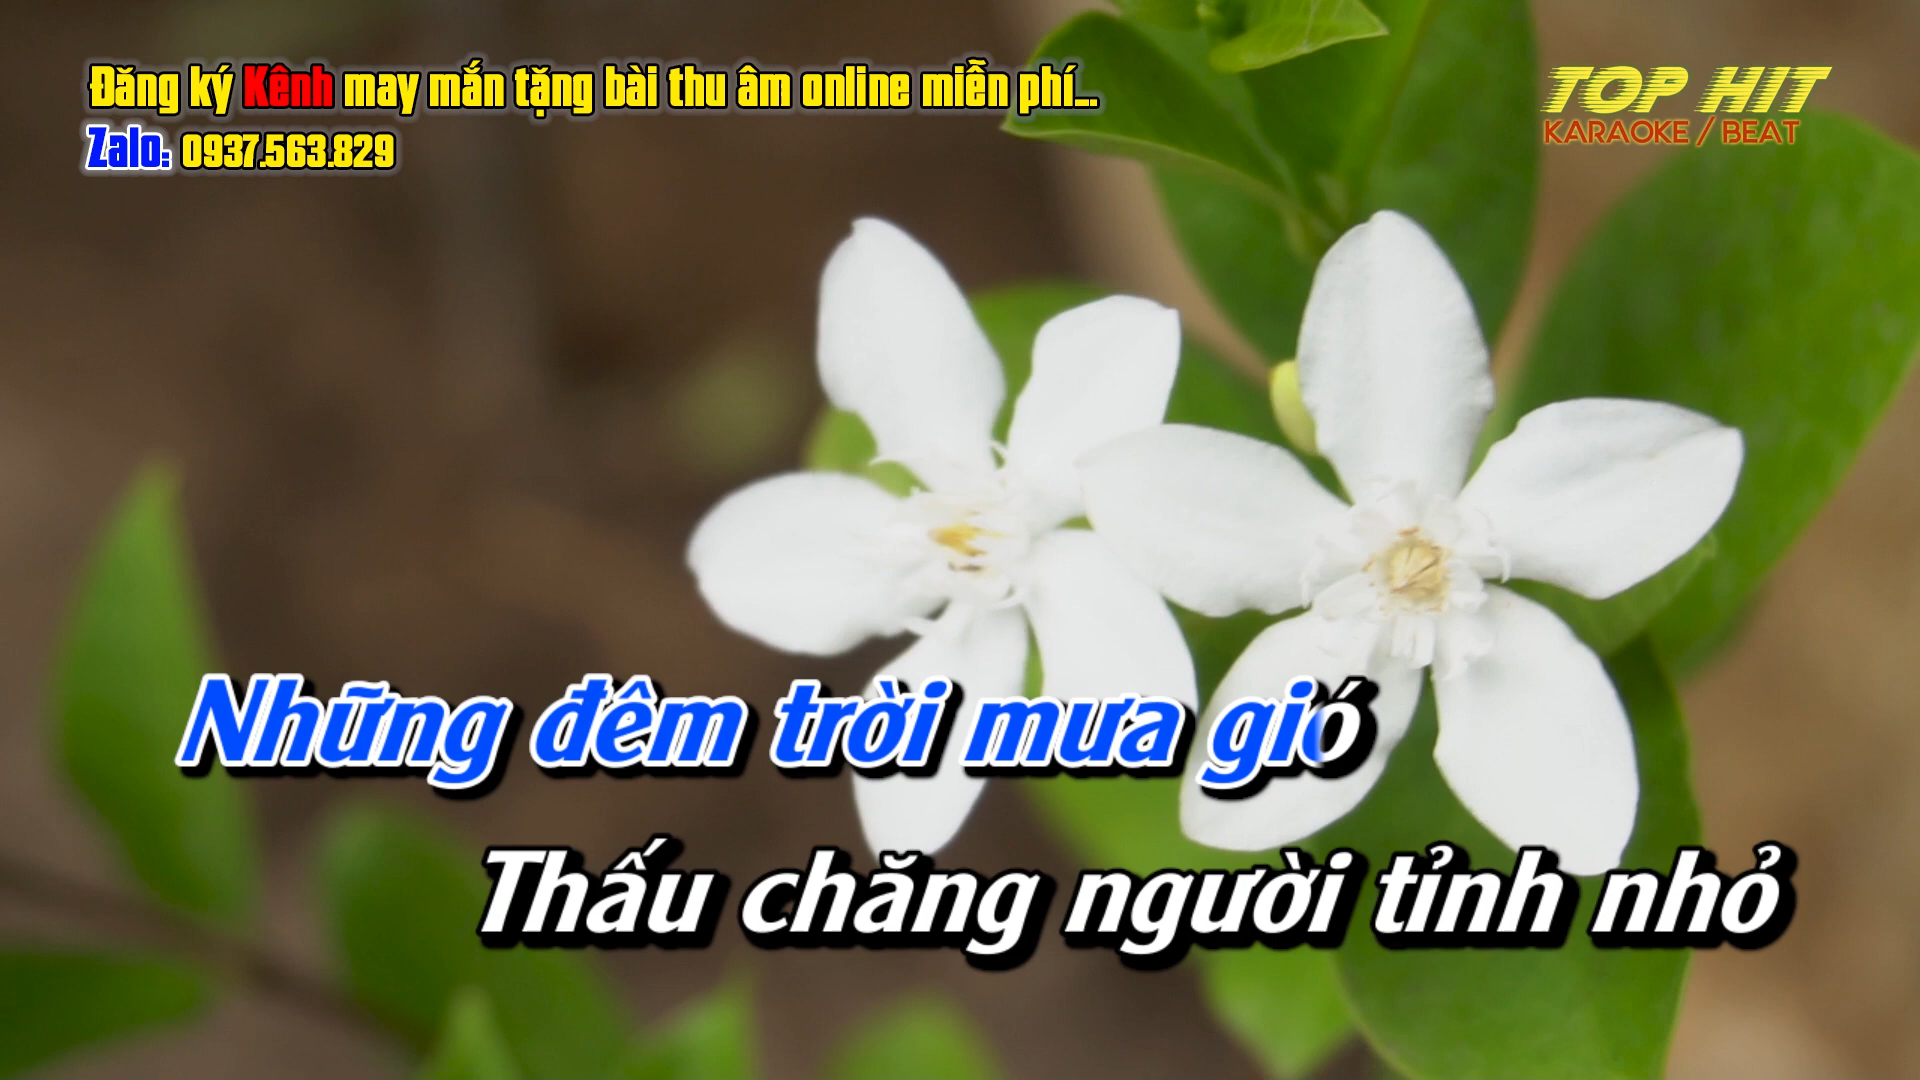 Đăng ký Kênh may mắn tặng bài thu âm online miễn phí...
Zalo: 0937.563.829
TOP HIT
KARAOKE / BEAT
Những đêm trời mưa gió
Thấu chăng người tỉnh nhỏ